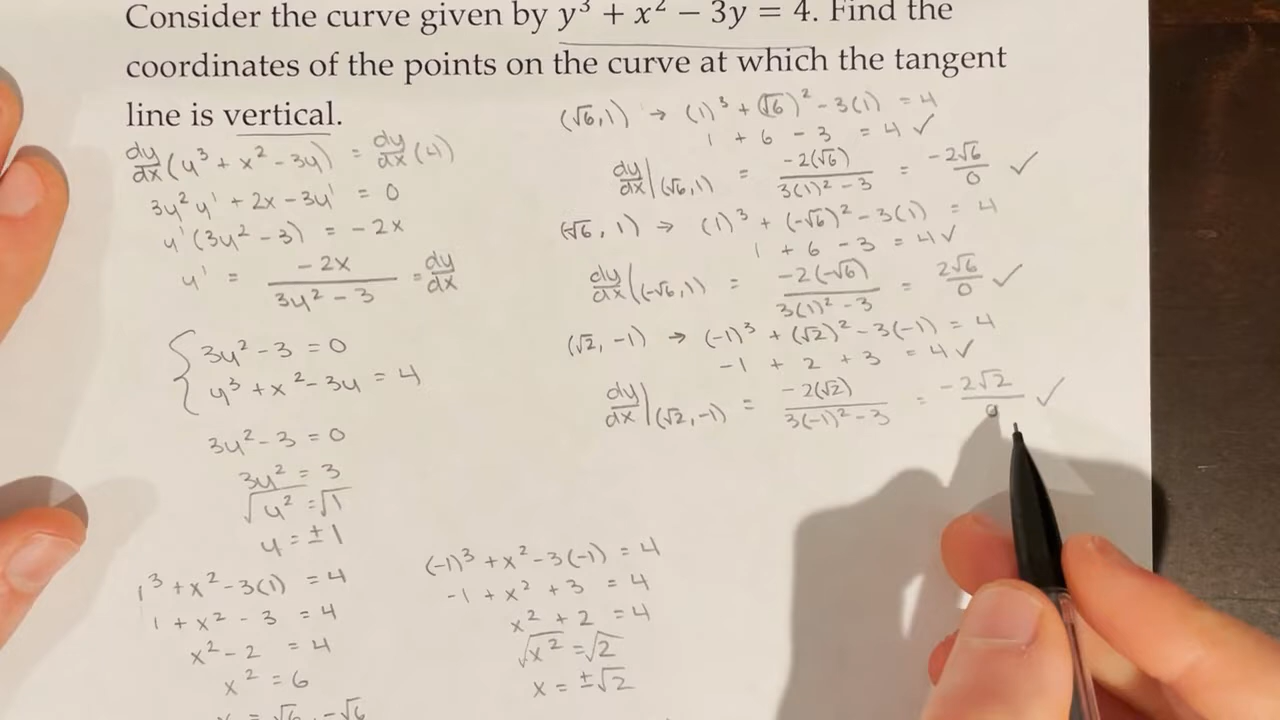 Consider the curve given by y³ + x² − 3y = 4. Find the
coordinates of the points on the curve at which the tangent
line is vertical.
dy/dx (y³ + x² - 3y) = dy/dx (4)
3y² y' + 2x - 3y' = 0
y' (3y² - 3) = -2x
y' = -2x / 3y² - 3 = dy/dx
{ 3y² - 3 = 0
y³ + x² - 3y = 4
3y² - 3 = 0
3y² = 3
√y² = √1
y = ±1
1³ + x² - 3(1) = 4
1 + x² - 3 = 4
x² - 2 = 4
x² = 6
x = √6, -√6
(-1)³ + x² - 3(-1) = 4
-1 + x² + 3 = 4
x² + 2 = 4
√x² = √2
x = ±√2
(√6, 1) → (1)³ + (√6)² - 3(1) = 4
1 + 6 - 3 = 4 ✓
dy/dx |(√6, 1) = -2(√6) / 3(1)² - 3 = -2√6 / 0 ✓
(-√6, 1) → (1)³ + (-√6)² - 3(1) = 4
1 + 6 - 3 = 4 ✓
dy/dx |(-√6, 1) = -2(-√6) / 3(1)² - 3 = 2√6 / 0 ✓
(√2, -1) → (-1)³ + (√2)² - 3(-1) = 4
-1 + 2 + 3 = 4 ✓
dy/dx |(√2, -1) = -2(√2) / 3(-1)² - 3 = -2√2 / 0 ✓